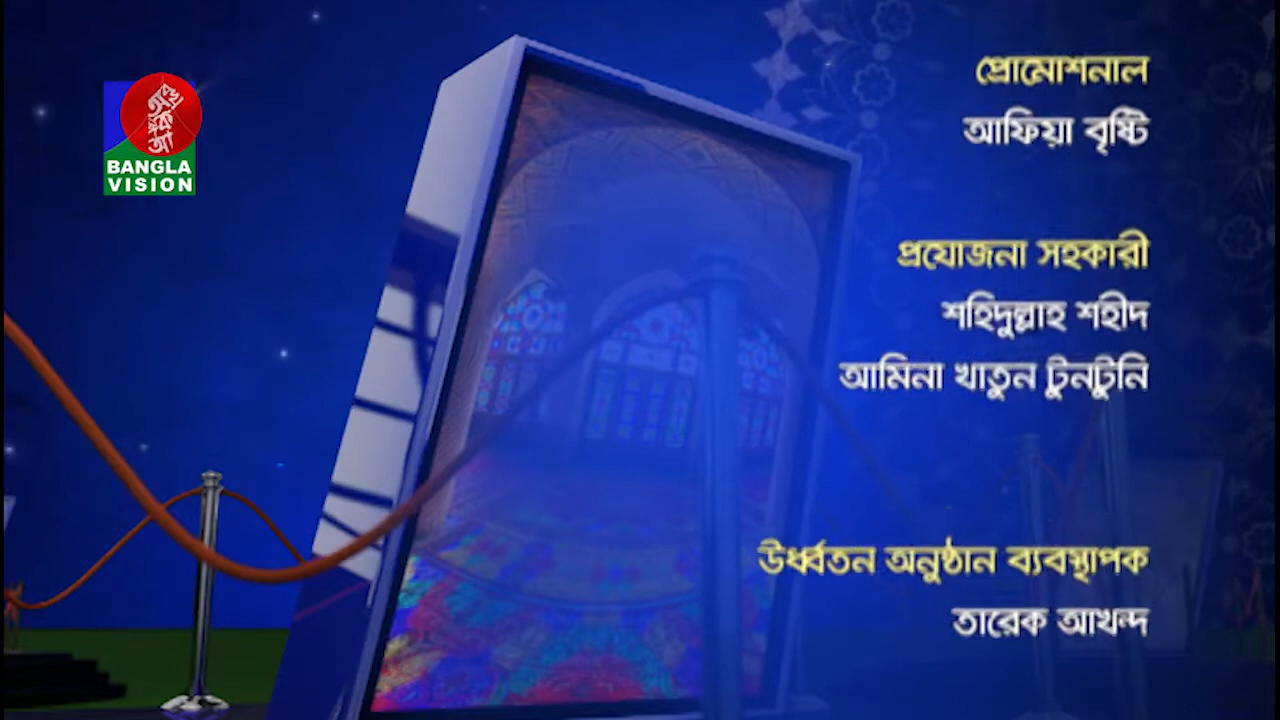 BANGLA
VISION
প্রোমোশনাল
আফিয়া বৃষ্টি
প্রযোজনা সহকারী
শহিদুল্লাহ শহীদ
আমিনা খাতুন টুনটুনি
উর্ধ্বতন অনুষ্ঠান ব্যবস্থাপক
তারেক আখন্দ